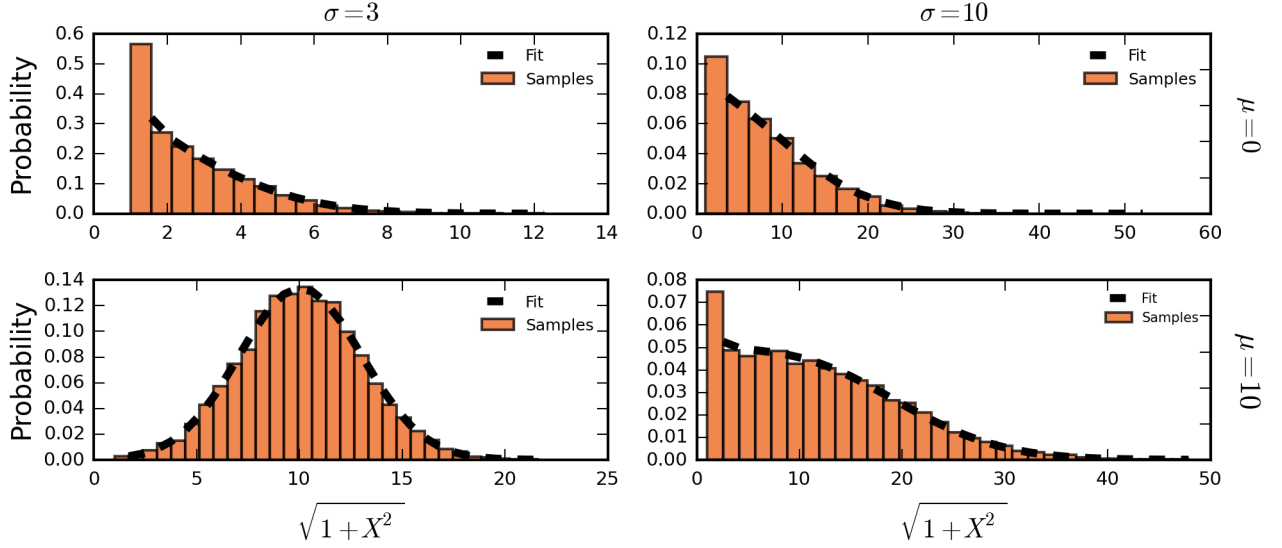 σ = 3
σ = 10
Probability
0.6
0.5
0.4
0.3
0.2
0.1
0.0
0 2 4 6 8 10 12 14
Fit
Samples
0.12
0.10
0.08
0.06
0.04
0.02
0.00
0 10 20 30 40 50 60
Fit
Samples
μ = 0
Probability
0.14
0.12
0.10
0.08
0.06
0.04
0.02
0.00
0 5 10 15 20 25
Fit
Samples
√1 + X²
0.08
0.07
0.06
0.05
0.04
0.03
0.02
0.01
0.00
0 10 20 30 40 50
Fit
Samples
√1 + X²
μ = 10